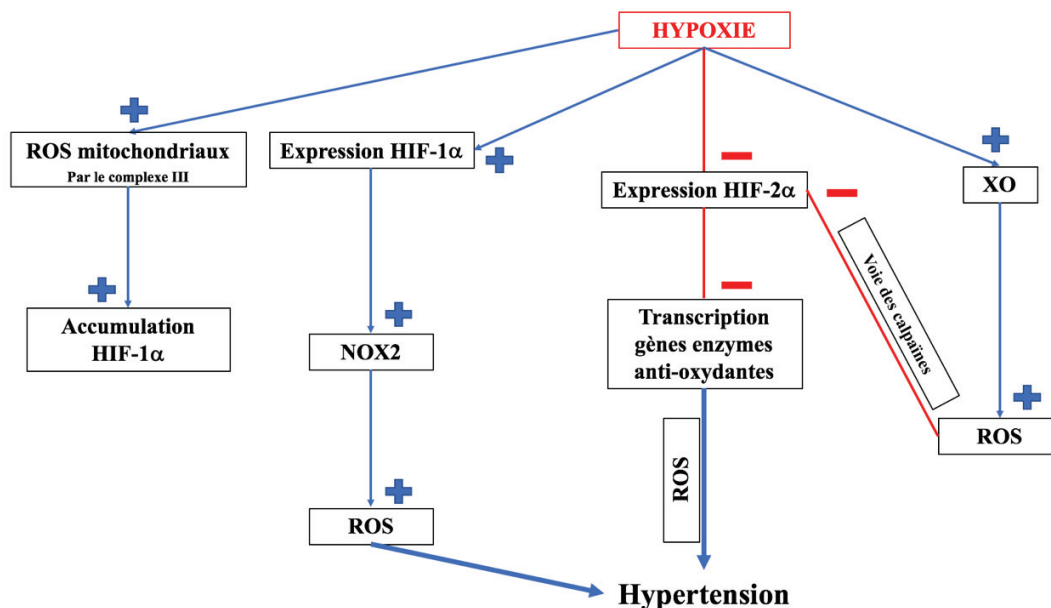 HYPOXIE
ROS mitochondriaux
Par le complexe III
Expression HIF-1α
Expression HIF-2α
XO
Voie des calpaïnes
Accumulation
HIF-1α
NOX2
Transcription
gènes enzymes
anti-oxydantes
ROS
ROS
ROS
Hypertension